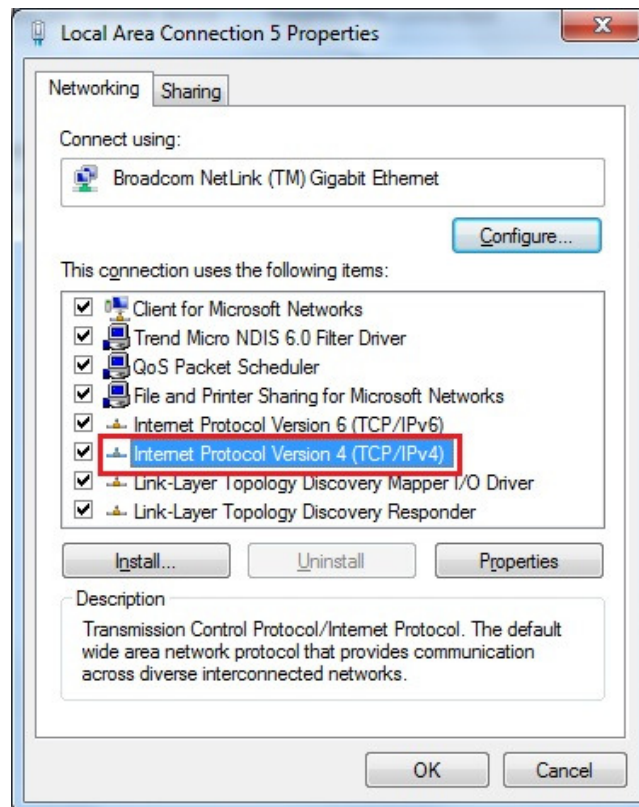 Local Area Connection 5 Properties
Networking
Sharing
Connect using:
Broadcom NetLink (TM) Gigabit Ethernet
Configure...
This connection uses the following items:
Client for Microsoft Networks
Trend Micro NDIS 6.0 Filter Driver
QoS Packet Scheduler
File and Printer Sharing for Microsoft Networks
Internet Protocol Version 6 (TCP/IPv6)
Internet Protocol Version 4 (TCP/IPv4)
Link-Layer Topology Discovery Mapper I/O Driver
Link-Layer Topology Discovery Responder
Install...
Uninstall
Properties
Description
Transmission Control Protocol/Internet Protocol. The default
wide area network protocol that provides communication
across diverse interconnected networks.
OK
Cancel